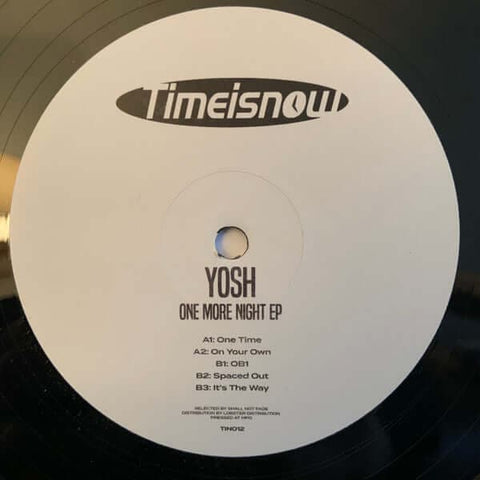 Timeisnow
YOSH
ONE MORE NIGHT EP
A1: One Time
A2: On Your Own
B1: OB1
B2: Spaced Out
B3: It's The Way
SELECTED BY SHALL NOT FADE
DISTRIBUTION BY LOBSTER DISTRIBUTION
PRESSED AT MPO
TIN012